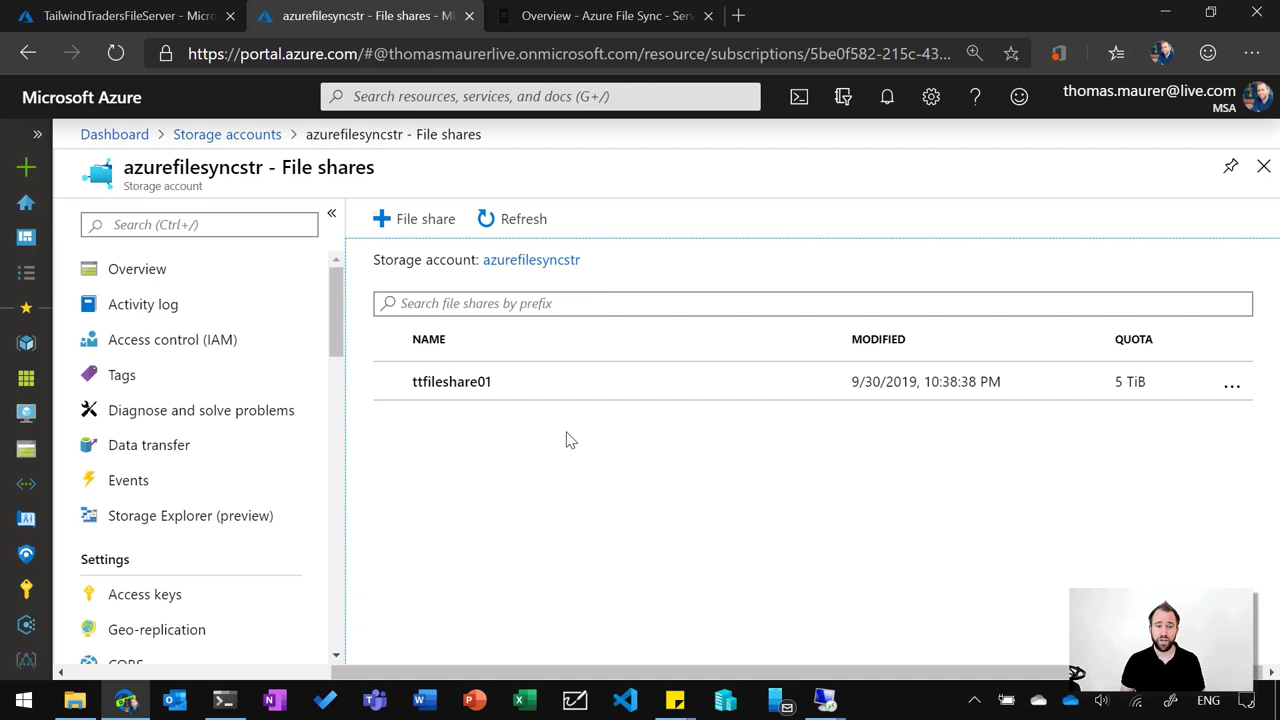 TailwindTradersFileServer - Micro
azurefilesyncstr - File shares - Mi
Overview - Azure File Sync - Serv
https://portal.azure.com/#@thomasmaurerlive.onmicrosoft.com/resource/subscriptions/5be0f582-215c-43...
Microsoft Azure
Search resources, services, and docs (G+/)
thomas.maurer@live.com
MSA
Dashboard > Storage accounts > azurefilesyncstr - File shares
azurefilesyncstr - File shares
Storage account
Search (Ctrl+/)
Overview
Activity log
Access control (IAM)
Tags
Diagnose and solve problems
Data transfer
Events
Storage Explorer (preview)
Settings
Access keys
Geo-replication
CORS
File share
Refresh
Storage account: azurefilesyncstr
Search file shares by prefix
NAME MODIFIED QUOTA
ttfileshare01 9/30/2019, 10:38:38 PM 5 TiB ...
ENG